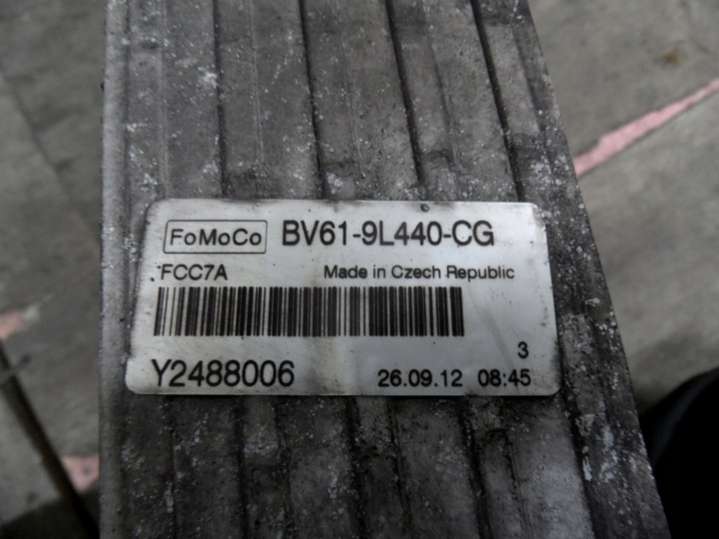 FoMoCo BV61-9L440-CG
FCC7A Made in Czech Republic
3
Y2488006 26.09.12 08:45